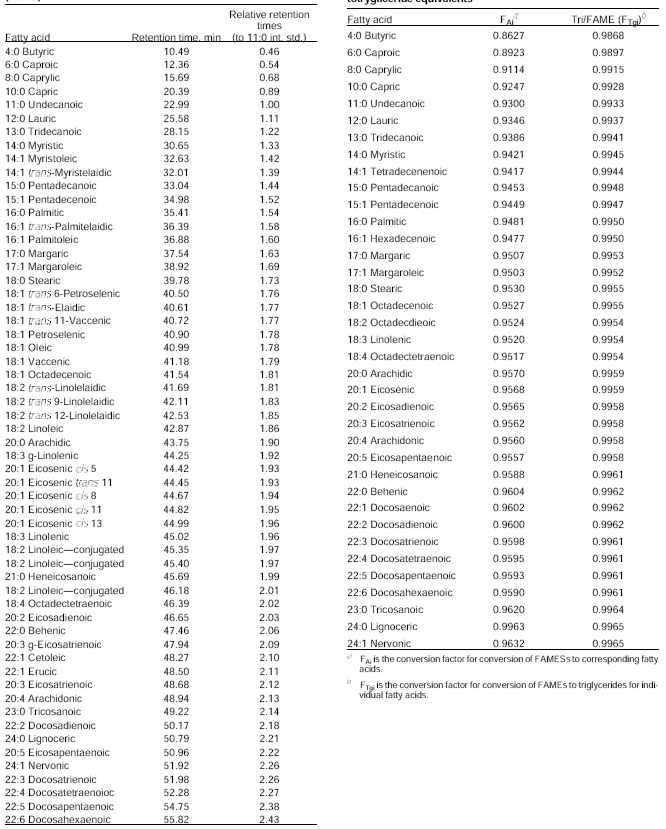 Relative retention
times
Fatty acid Retention time, min (to 11:0 int. std.)
4:0 Butyric 10.49 0.46
6:0 Caproic 12.36 0.54
8:0 Caprylic 15.69 0.68
10:0 Capric 20.39 0.89
11:0 Undecanoic 22.99 1.00
12:0 Lauric 25.58 1.11
13:0 Tridecanoic 28.15 1.22
14:0 Myristic 30.65 1.33
14:1 Myristoleic 32.63 1.42
14:1 trans-Myristelaidic 32.01 1.39
15:0 Pentadecanoic 33.04 1.44
15:1 Pentadecenoic 34.98 1.52
16:0 Palmitic 35.41 1.54
16:1 trans-Palmitelaidic 36.39 1.58
16:1 Palmitoleic 36.88 1.60
17:0 Margaric 37.54 1.63
17:1 Margaroleic 38.92 1.69
18:0 Stearic 39.78 1.73
18:1 trans 6-Petroselenic 40.50 1.76
18:1 trans-Elaidic 40.61 1.77
18:1 trans 11-Vaccenic 40.72 1.77
18:1 Petroselenic 40.90 1.78
18:1 Oleic 40.99 1.78
18:1 Vaccenic 41.18 1.79
18:1 Octadecenoic 41.54 1.81
18:2 trans-Linolelaidic 41.69 1.81
18:2 trans 9-Linolelaidic 42.11 1.83
18:2 trans 12-Linolelaidic 42.53 1.85
18:2 Linoleic 42.87 1.86
20:0 Arachidic 43.75 1.90
18:3 g-Linolenic 44.25 1.92
20:1 Eicosenic cis 5 44.42 1.93
20:1 Eicosenic trans 11 44.45 1.93
20:1 Eicosenic cis 8 44.67 1.94
20:1 Eicosenic cis 11 44.82 1.95
20:1 Eicosenic cis 13 44.99 1.96
18:3 Linolenic 45.02 1.96
18:2 Linoleic—conjugated 45.35 1.97
18:2 Linoleic—conjugated 45.40 1.97
21:0 Heneicosanoic 45.69 1.99
18:2 Linoleic—conjugated 46.18 2.01
18:4 Octadectetraenoic 46.39 2.02
20:2 Eicosadienoic 46.65 2.03
22:0 Behenic 47.46 2.06
20:3 g-Eicosatrienoic 47.94 2.09
22:1 Cetoleic 48.27 2.10
22:1 Erucic 48.50 2.11
20:3 Eicosatrienoic 48.68 2.12
20:4 Arachidonic 48.94 2.13
23:0 Tricosanoic 49.22 2.14
22:2 Docosadienoic 50.17 2.18
24:0 Lignoceric 50.79 2.21
20:5 Eicosapentaenoic 50.96 2.22
24:1 Nervonic 51.92 2.26
22:3 Docosatrienoic 51.98 2.26
22:4 Docosatetraenoioc 52.28 2.27
22:5 Docosapentaenoic 54.75 2.38
22:6 Docosahexaenoic 55.82 2.43
totryglyceride equivalents
Fatty acid FAi a Tri/FAME (FTgi) b
4:0 Butyric 0.8627 0.9868
6:0 Caproic 0.8923 0.9897
8:0 Caprylic 0.9114 0.9915
10:0 Capric 0.9247 0.9928
11:0 Undecanoic 0.9300 0.9933
12:0 Lauric 0.9346 0.9937
13:0 Tridecanoic 0.9386 0.9941
14:0 Myristic 0.9421 0.9945
14:1 Tetradecenenoic 0.9417 0.9944
15:0 Pentadecanoic 0.9453 0.9948
15:1 Pentadecenoic 0.9449 0.9947
16:0 Palmitic 0.9481 0.9950
16:1 Hexadecenoic 0.9477 0.9950
17:0 Margaric 0.9507 0.9953
17:1 Margaroleic 0.9503 0.9952
18:0 Stearic 0.9530 0.9955
18:1 Octadecenoic 0.9527 0.9955
18:2 Octadecdieoic 0.9524 0.9954
18:3 Linolenic 0.9520 0.9954
18:4 Octadectetraenoic 0.9517 0.9954
20:0 Arachidic 0.9570 0.9959
20:1 Eicosenic 0.9568 0.9959
20:2 Eicosadienoic 0.9565 0.9958
20:3 Eicosatrienoic 0.9562 0.9958
20:4 Arachidonic 0.9560 0.9958
20:5 Eicosapentaenoic 0.9557 0.9958
21:0 Heneicosanoic 0.9588 0.9961
22:0 Behenic 0.9604 0.9962
22:1 Docosaenoic 0.9602 0.9962
22:2 Docosadienoic 0.9600 0.9962
22:3 Docosatrienoic 0.9598 0.9961
22:4 Docosatetraenoic 0.9595 0.9961
22:5 Docosapentaenoic 0.9593 0.9961
22:6 Docosahexaenoic 0.9590 0.9961
23:0 Tricosanoic 0.9620 0.9964
24:0 Lignoceric 0.9963 0.9965
24:1 Nervonic 0.9632 0.9965
a FAi is the conversion factor for conversion of FAMESs to corresponding fatty
acids.
b FTgi is the conversion factor for conversion of FAMEs to triglycerides for indi-
vidual fatty acids.